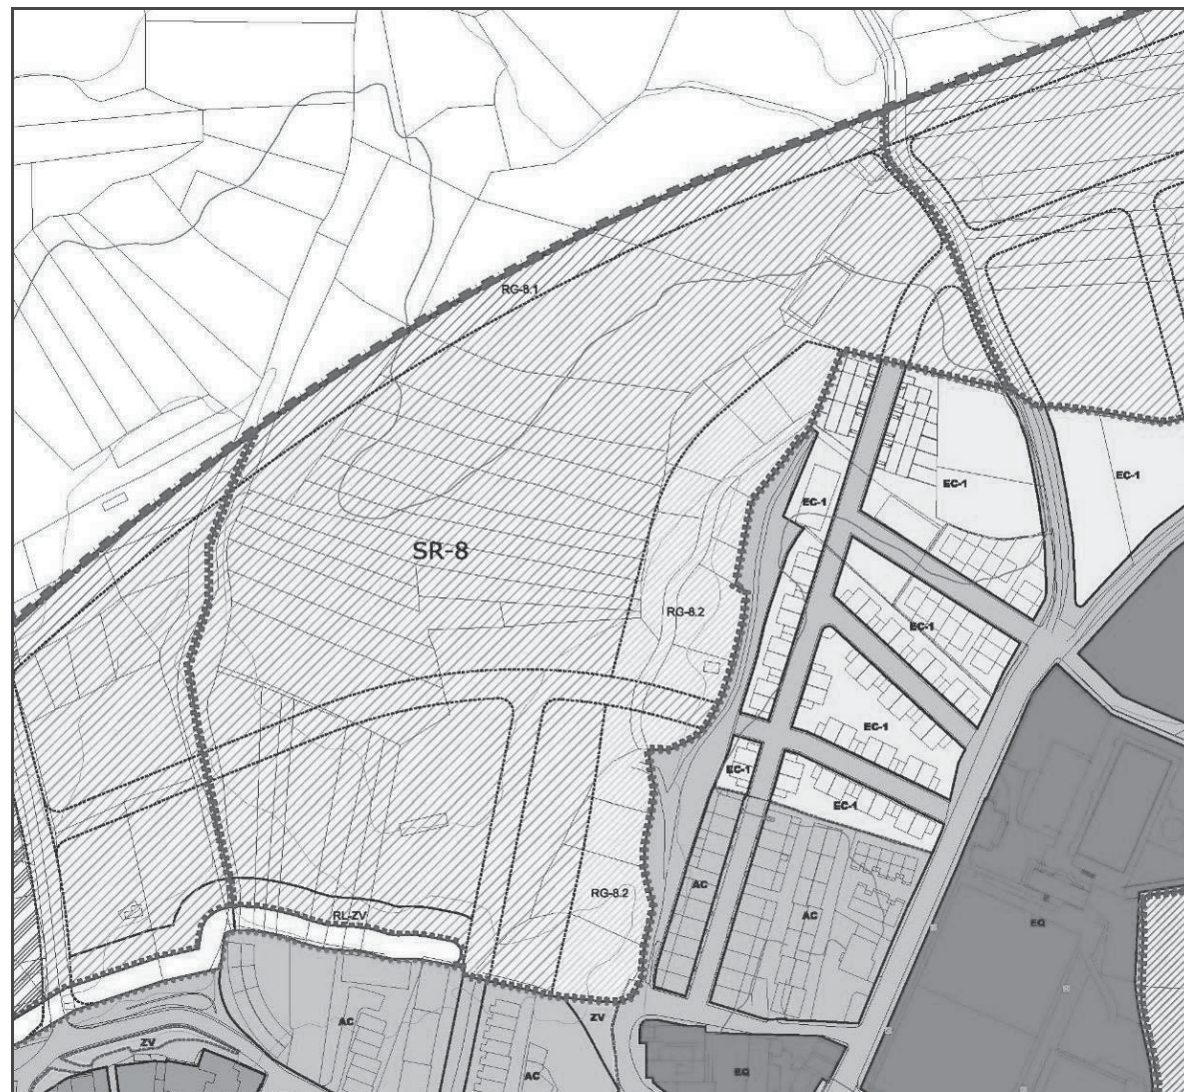 RG-8.1
EC-1
EC-1
EC-1
SR-8
RG-8.2
EC-1
EC-1
EC-1
EC-1
AC
RG-8.2
AC
RL-ZV
EQ
AC
ZV
ZV
AC
EQ